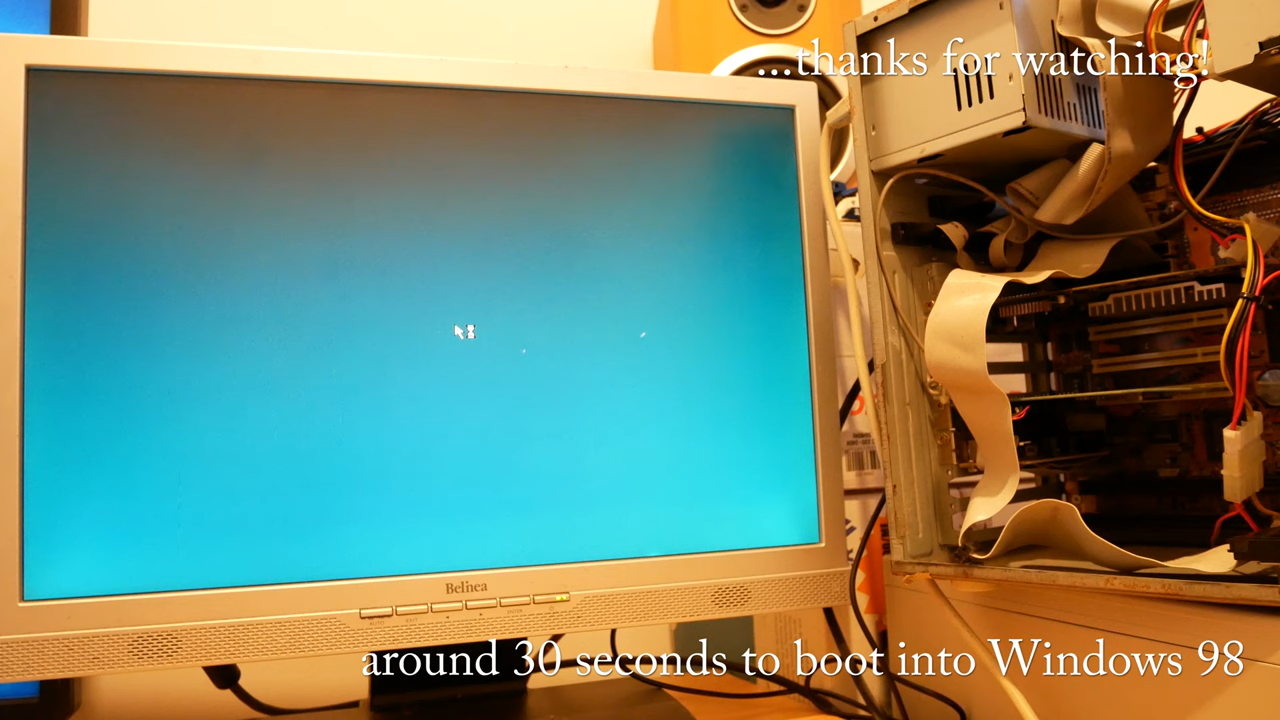 ...thanks for watching!
Belinea
around 30 seconds to boot into Windows 98